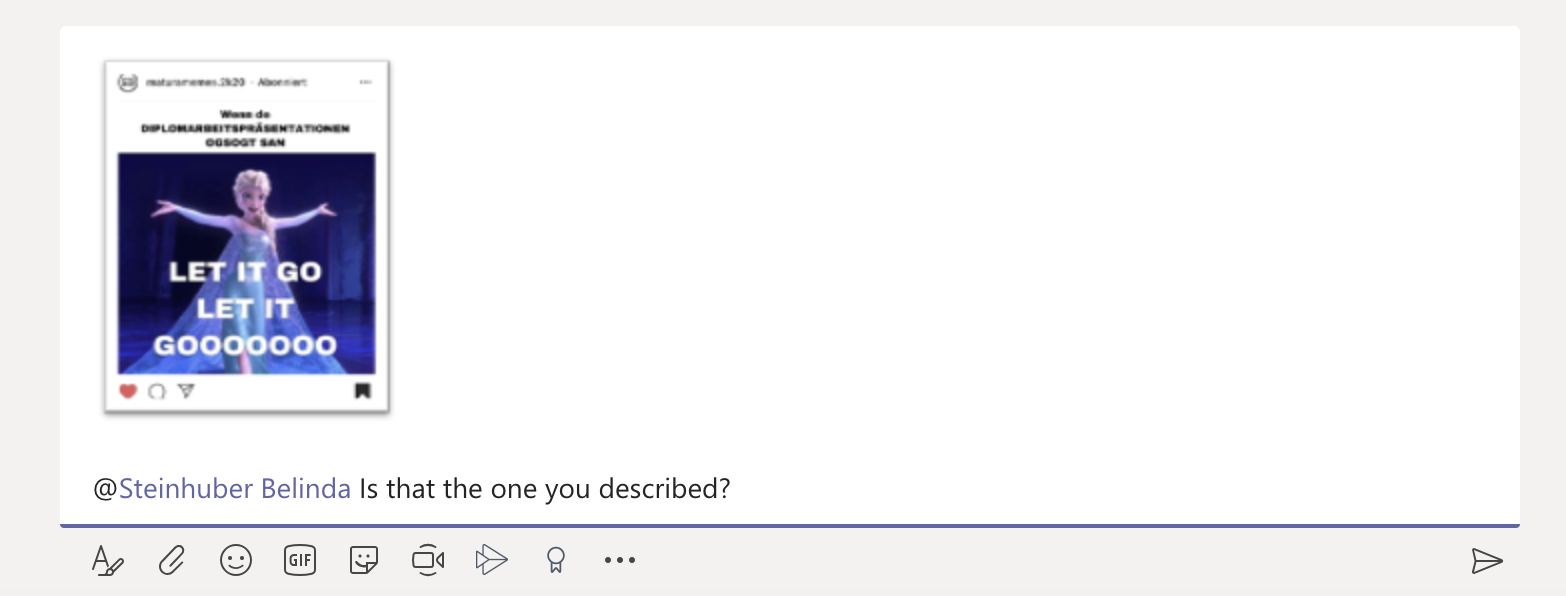 maturamemes.2k20 · Abonniert
Wenn de
DIPLOMARBEITSPRÄSENTATIONEN
OGSOGT SAN
LET IT GO
LET IT
GOOOOOOO
@Steinhuber Belinda Is that the one you described?
GIF